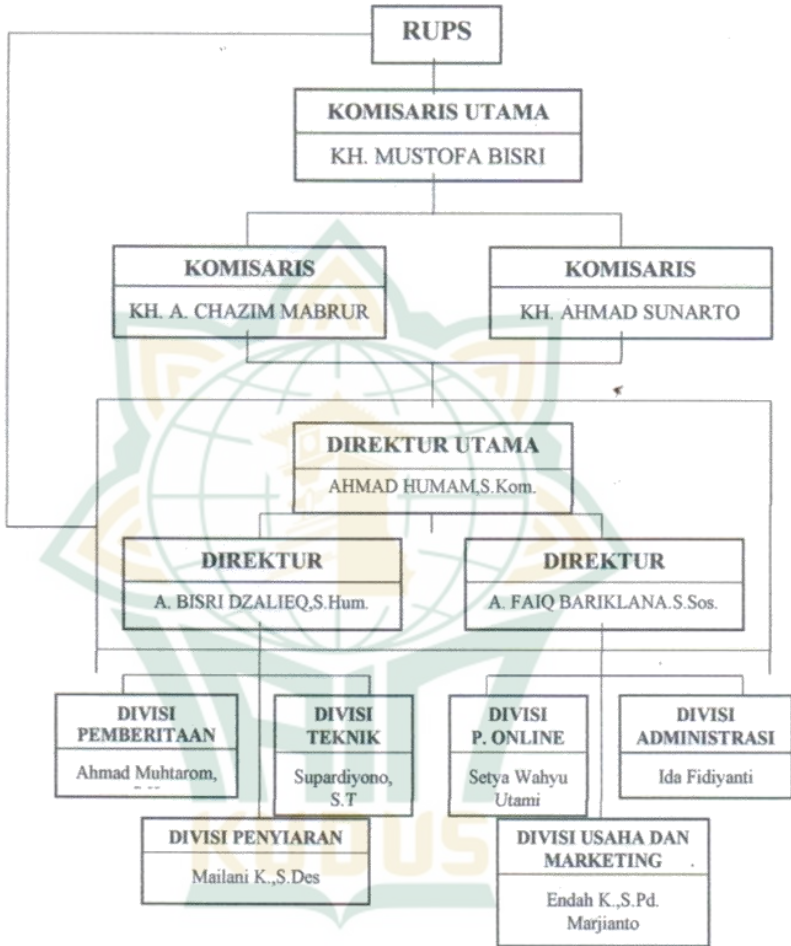 RUPS
KOMISARIS UTAMA
KH. MUSTOFA BISRI
KOMISARIS
KH. A. CHAZIM MABRUR
KOMISARIS
KH. AHMAD SUNARTO
DIREKTUR UTAMA
AHMAD HUMAM,S.Kom.
DIREKTUR
A. BISRI DZALIEQ,S.Hum.
DIREKTUR
A. FAIQ BARIKLANA.S.Sos.
DIVISI
PEMBERITAAN
Ahmad Muhtarom,
DIVISI
TEKNIK
Supardiyono,
S.T
DIVISI
P. ONLINE
Setya Wahyu
Utami
DIVISI
ADMINISTRASI
Ida Fidiyanti
DIVISI PENYIARAN
Mailani K.,S.Des
DIVISI USAHA DAN
MARKETING
Endah K.,S.Pd.
Marjianto
KUDUS